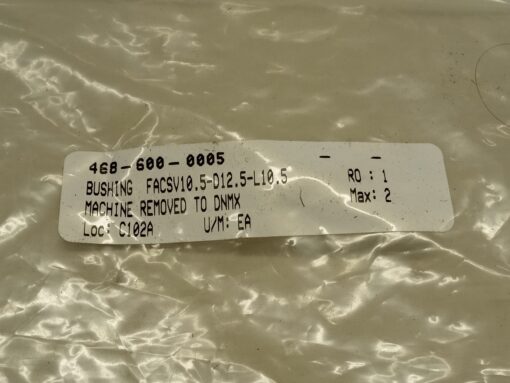 468-600-0005 - -
BUSHING FACSV10.5-D12.5-L10.5 RO: 1
MACHINE REMOVED TO DNMX Max: 2
Loc: C102A U/M: EA